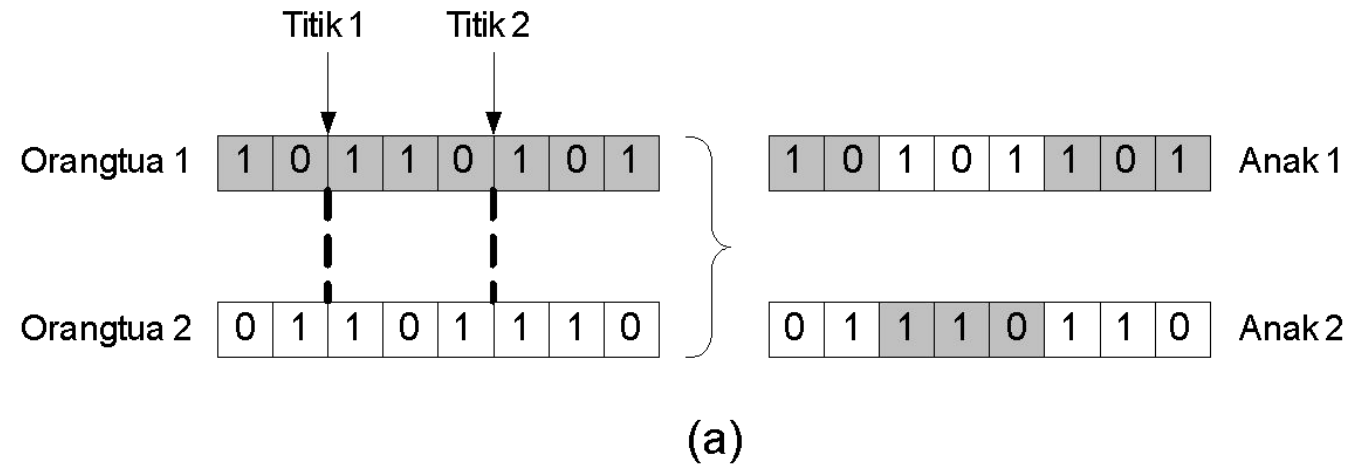 Titik 1 Titik 2
Orangtua 1 1 0 1 1 0 1 0 1 1 0 1 0 1 1 0 1 Anak 1
Orangtua 2 0 1 1 0 1 1 1 0 0 1 1 1 0 1 1 0 Anak 2
(a)